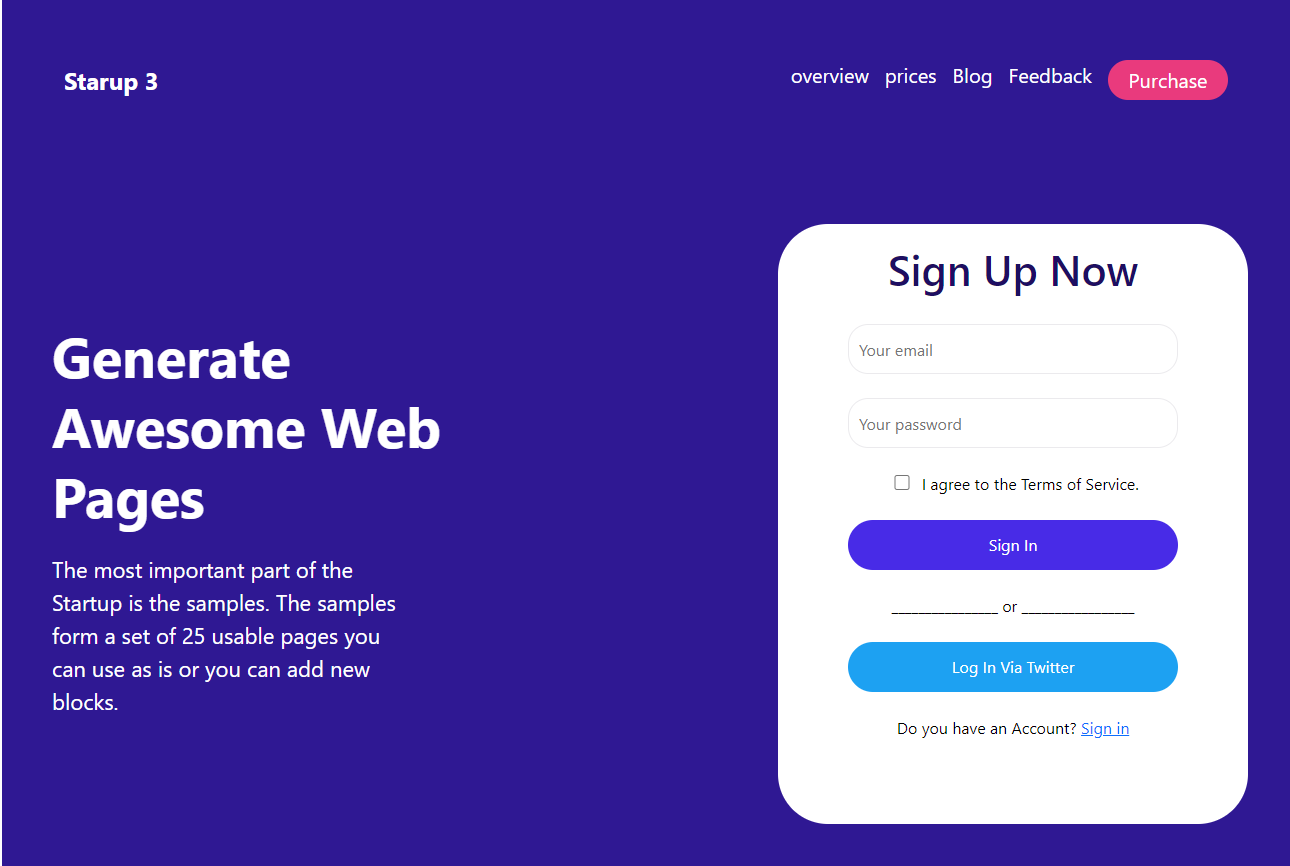 Starup 3
overview prices Blog Feedback Purchase
Generate
Awesome Web
Pages
The most important part of the
Startup is the samples. The samples
form a set of 25 usable pages you
can use as is or you can add new
blocks.
Sign Up Now
Your email
Your password
I agree to the Terms of Service.
Sign In
________________ or _________________
Log In Via Twitter
Do you have an Account? Sign in